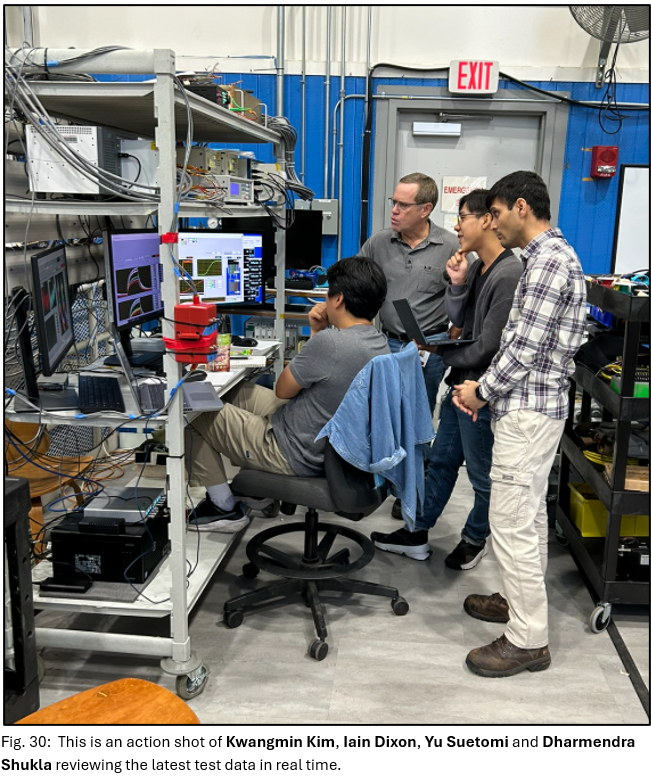 EXIT
EMERG
Fig. 30: This is an action shot of Kwangmin Kim, Iain Dixon, Yu Suetomi and Dharmendra
Shukla reviewing the latest test data in real time.